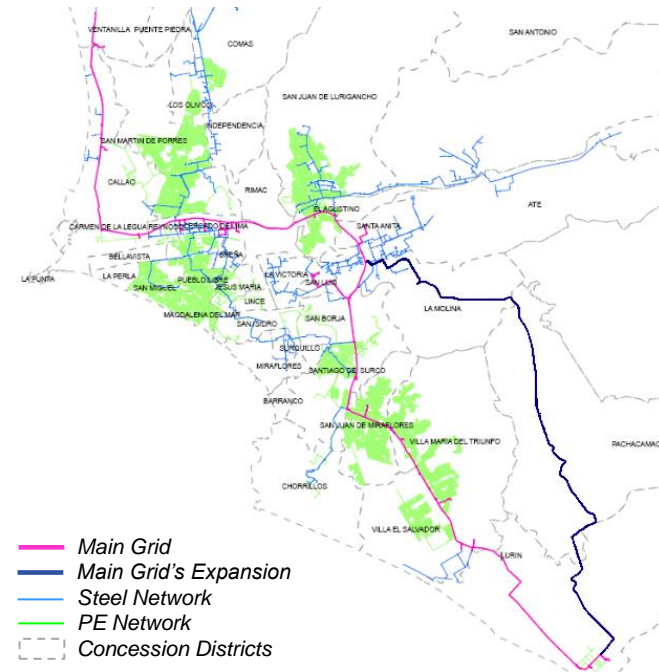 VENTANILLA PUENTE PIEDRA
SAN ANTONIO
COMAS
SAN JUAN DE LURIGANCHO
LOS OLIVOS
INDEPENDENCIA
SAN MARTIN DE PORRES
CALLAO
RIMAC
ATE
EL AGUSTINO
SANTA ANITA
CARMEN DE LA LEGUA REYNOSO
CERCADO DE LIMA
BELLAVISTA
BREÑA
LA PUNTA
LA PERLA
PUEBLO LIBRE
LA VICTORIA
SAN LUIS
SAN MIGUEL
JESUS MARIA
LINCE
LA MOLINA
MAGDALENA DEL MAR
SAN ISIDRO
SAN BORJA
SURQUILLO
MIRAFLORES
SANTIAGO DE SURCO
BARRANCO
SAN JUAN DE MIRAFLORES
VILLA MARIA DEL TRIUNFO
PACHACAMAC
CHORRILLOS
VILLA EL SALVADOR
LURIN
Main Grid
Main Grid's Expansion
Steel Network
PE Network
Concession Districts